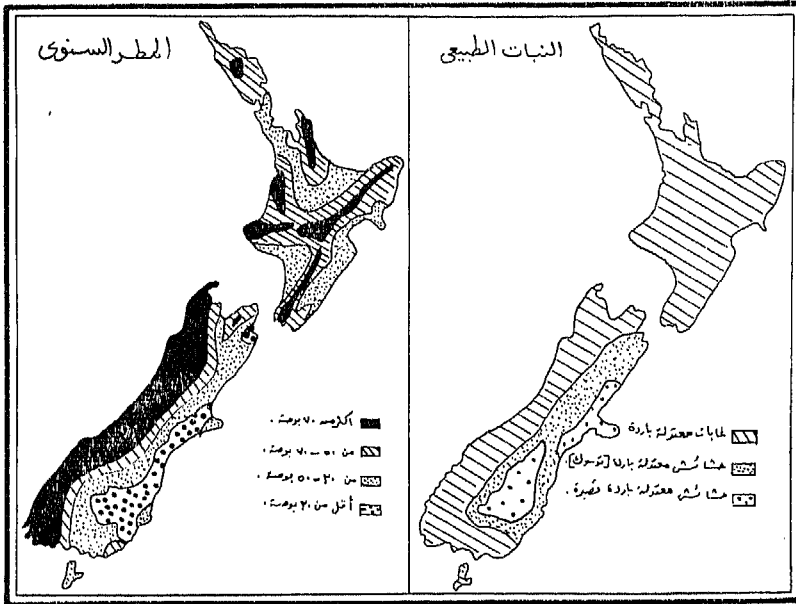 النبات الطبيعى
غابات معتدلة باردة
حشائش معتدلة باردة [توسوك].
حشائش معتدلة باردة قصيرة.
المطر السنوى
أكثر من ٧٠ بوصة.
من ٥٠ – ٧٠ بوصة.
من ٢٠ – ٥٠ بوصة.
أقل من ٢٠ بوصة.